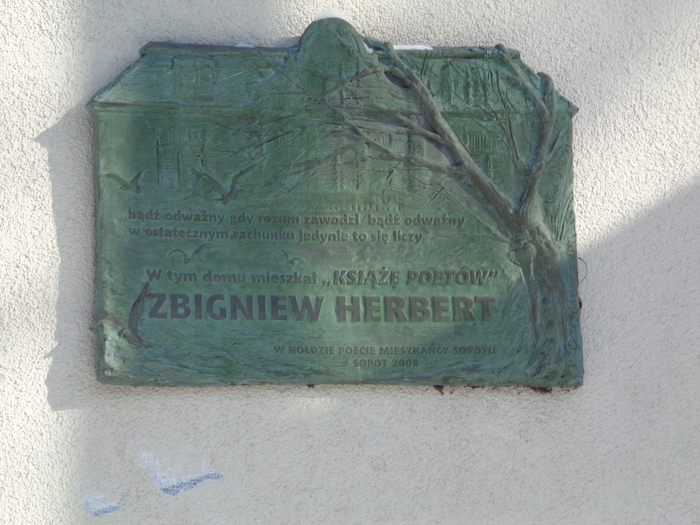 bądź odważny gdy rozum zawodzi bądź odważny
w ostatecznym rachunku jedynie to się liczy
W tym domu mieszkał „KSIĄŻĘ POETÓW”
ZBIGNIEW HERBERT
W HOŁDZIE POECIE MIESZKAŃCY SOPOTU
SOPOT 2008